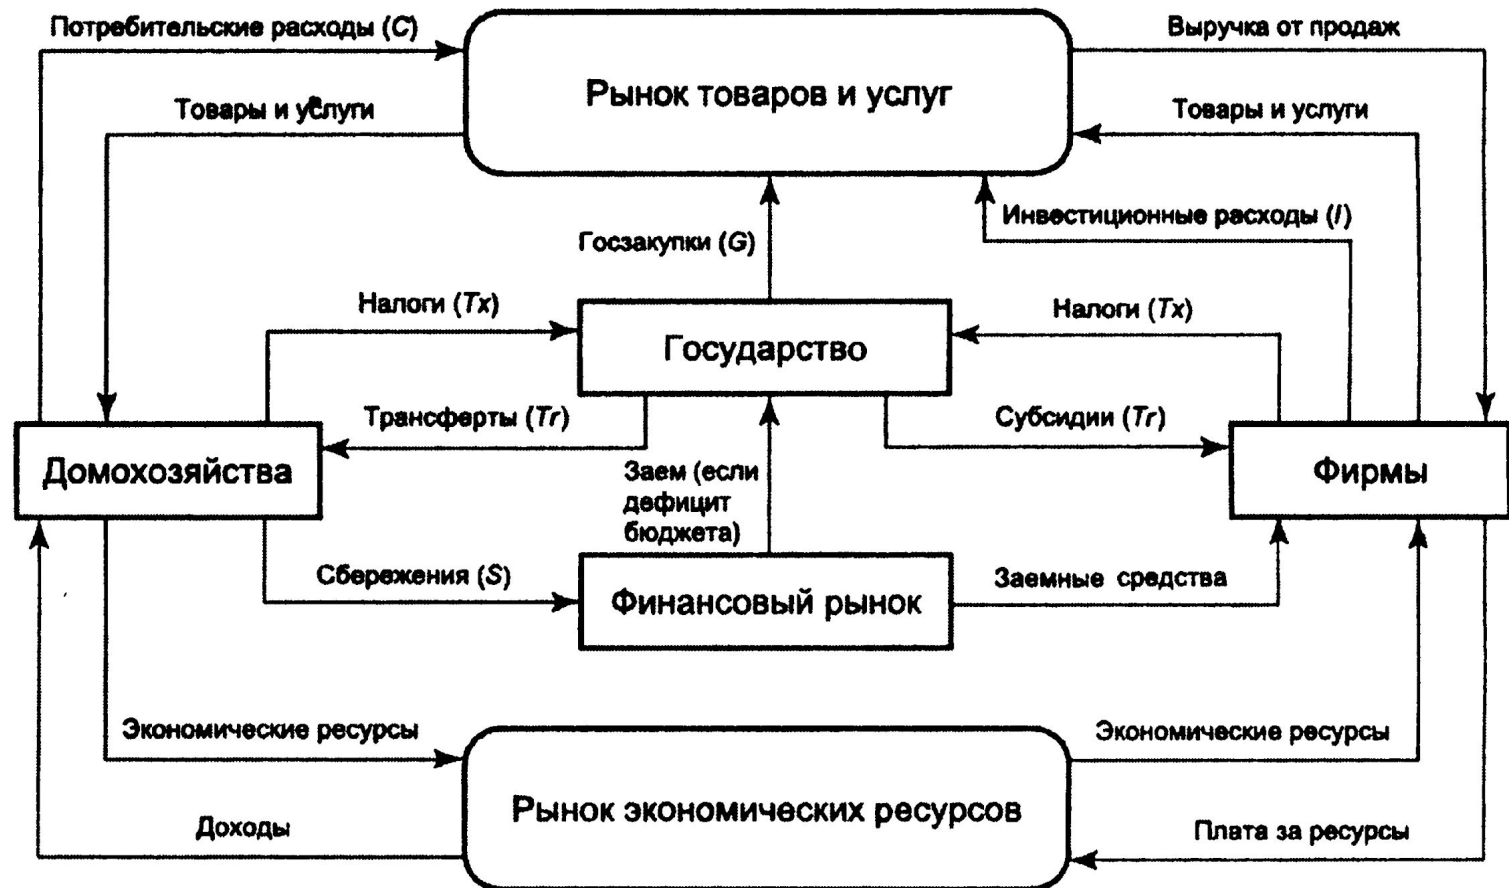 Потребительские расходы (C)
Выручка от продаж
Рынок товаров и услуг
Товары и услуги
Товары и услуги
Инвестиционные расходы (I)
Госзакупки (G)
Налоги (Tx)
Налоги (Tx)
Государство
Трансферты (Tr)
Субсидии (Tr)
Домохозяйства
Заем (если
дефицит
бюджета)
Фирмы
Сбережения (S)
Финансовый рынок
Заемные средства
Экономические ресурсы
Экономические ресурсы
Рынок экономических ресурсов
Доходы
Плата за ресурсы